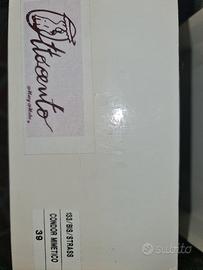 Ottocento
133/BIS/STRASS
CONDOR MIMETICO
39
subito